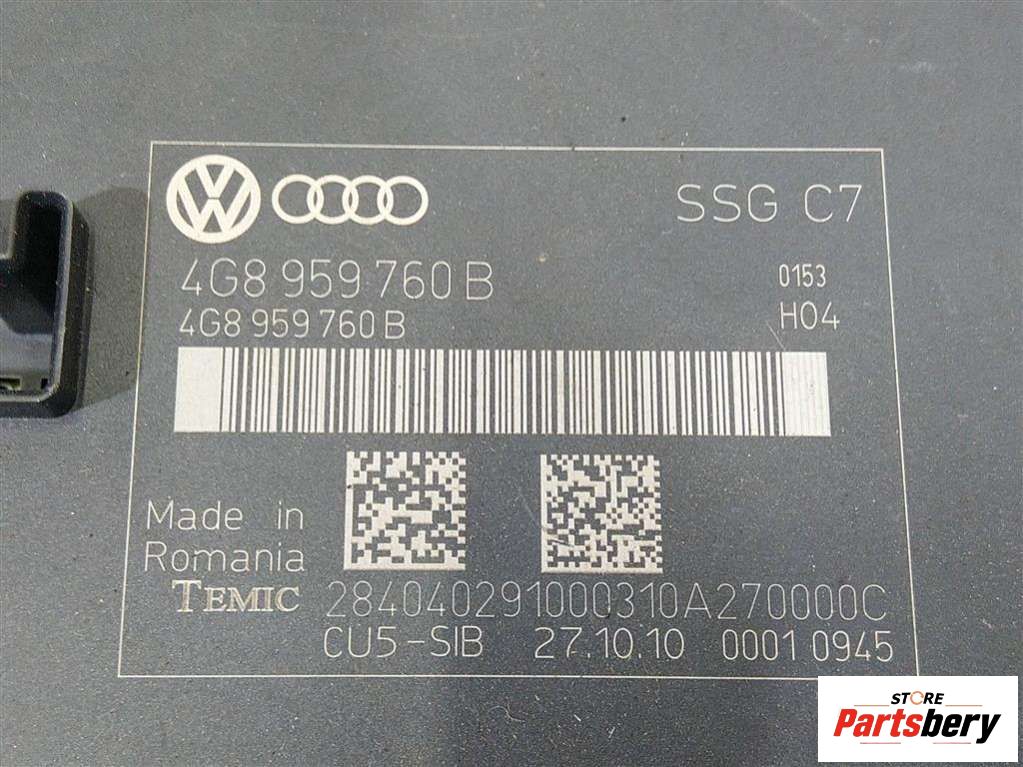 SSG C7
4G8 959 760 B
0153
4G8 959 760 B
H04
Made in
Romania
TEMIC 284040291000310A270000C
CU5-SIB 27.10.10 0001 0945
STORE
Partsbery